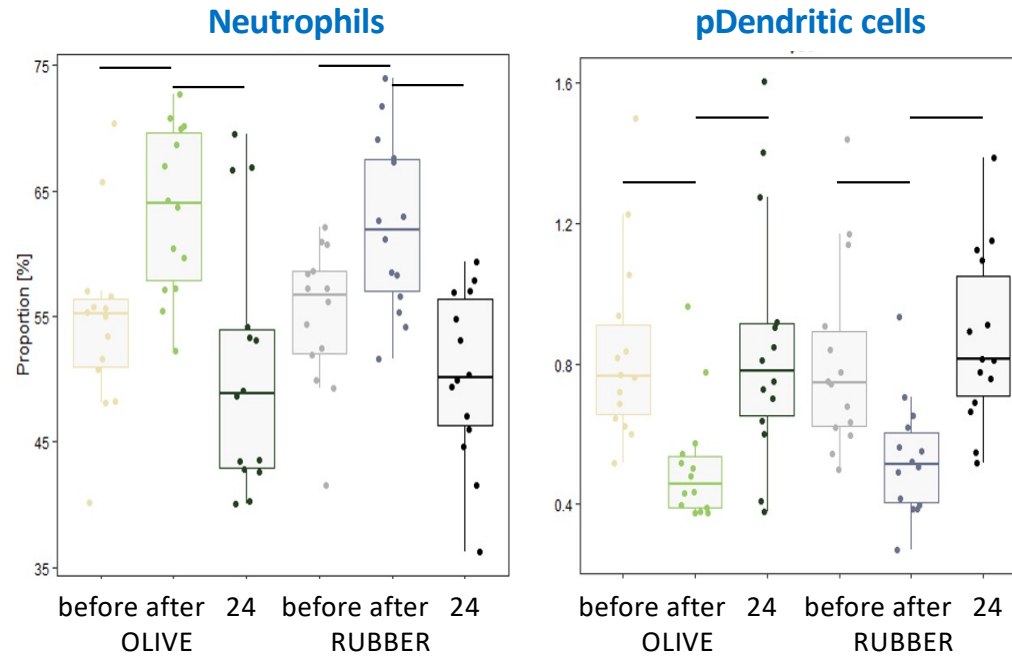 Neutrophils
Proportion [%]
75
65
55
45
35
before after 24 before after 24
OLIVE RUBBER
pDendritic cells
1.6
1.2
0.8
0.4
before after 24 before after 24
OLIVE RUBBER